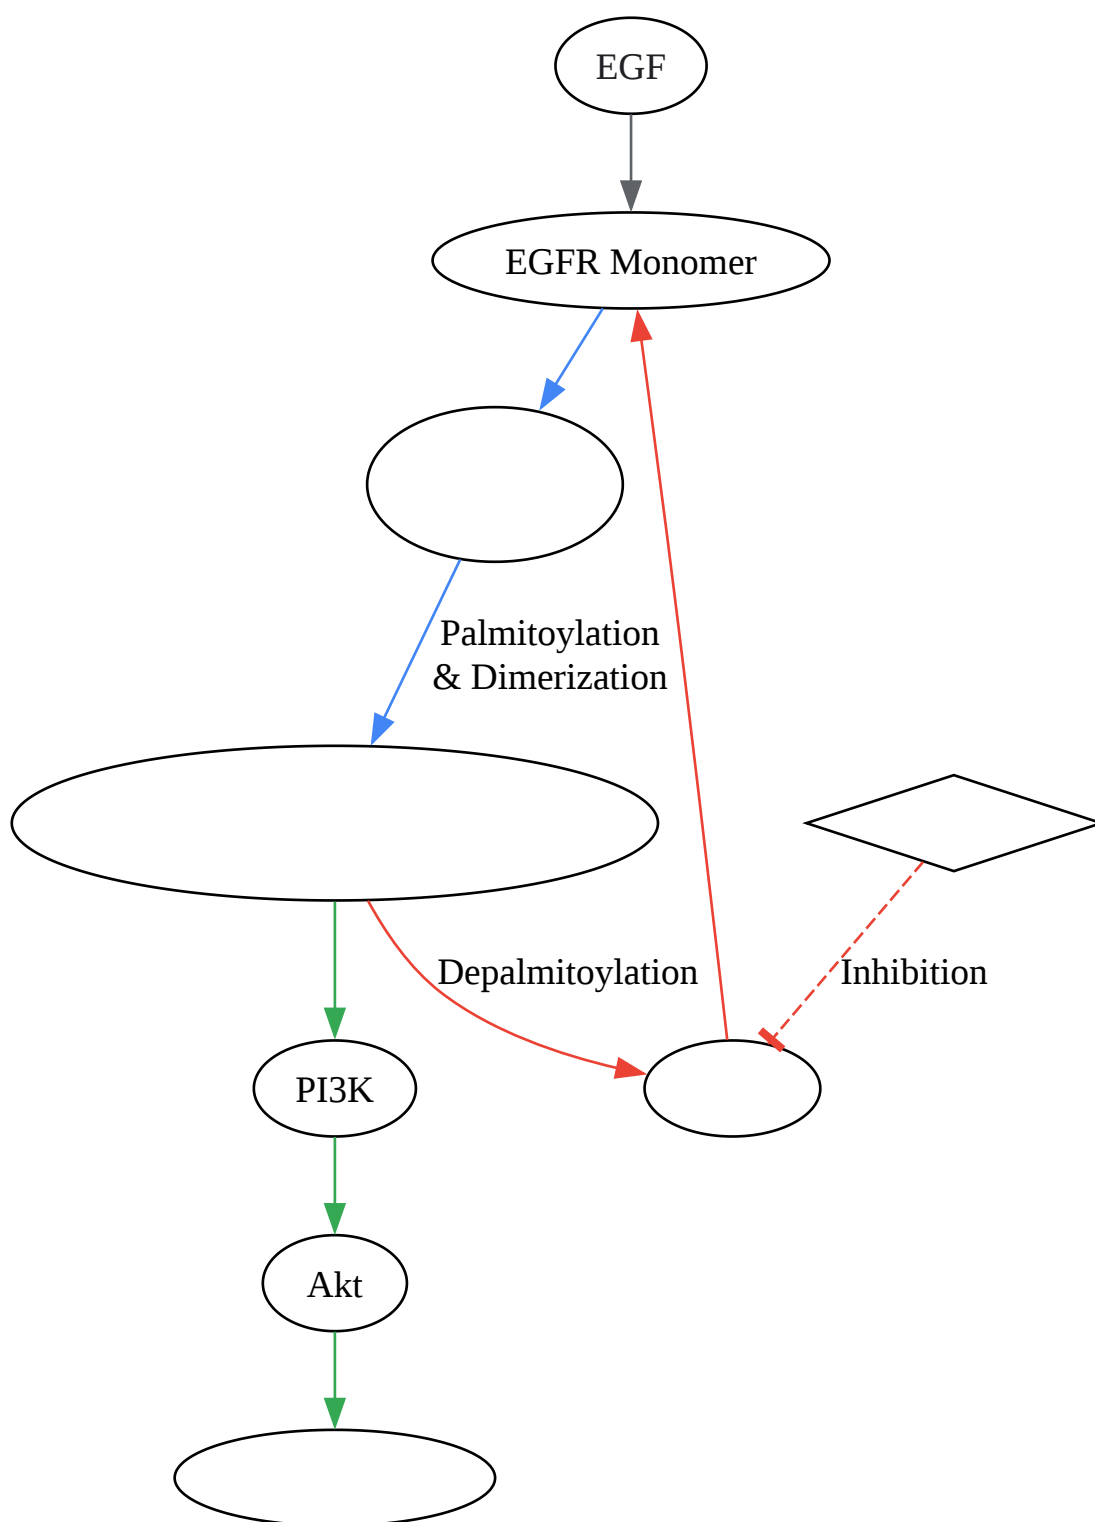 EGF
EGFR Monomer
Palmitoylation
& Dimerization
Depalmitoylation
Inhibition
PI3K
Akt